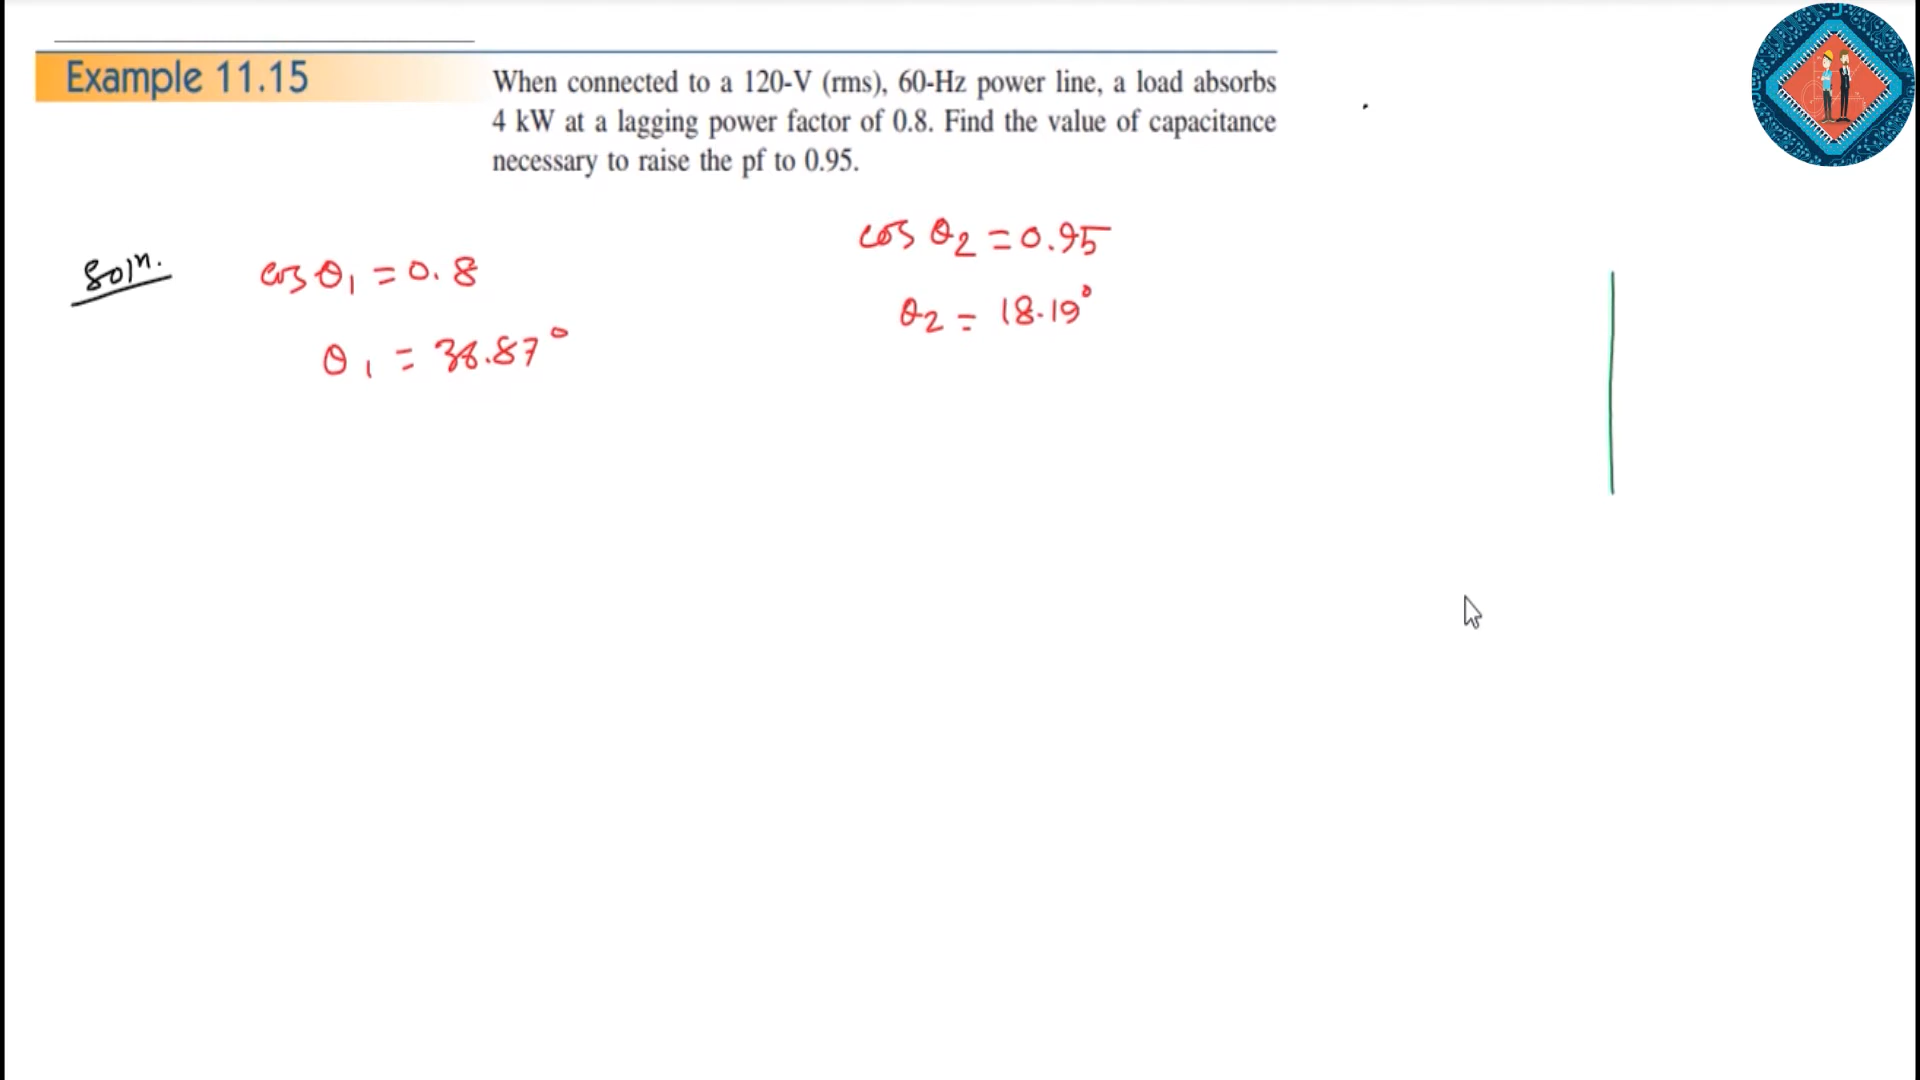 Example 11.15
When connected to a 120-V (rms), 60-Hz power line, a load absorbs
4 kW at a lagging power factor of 0.8. Find the value of capacitance
necessary to raise the pf to 0.95.
Soln.
cos θ1 = 0.8
θ1 = 36.87°
cos θ2 = 0.95
θ2 = 18.19°